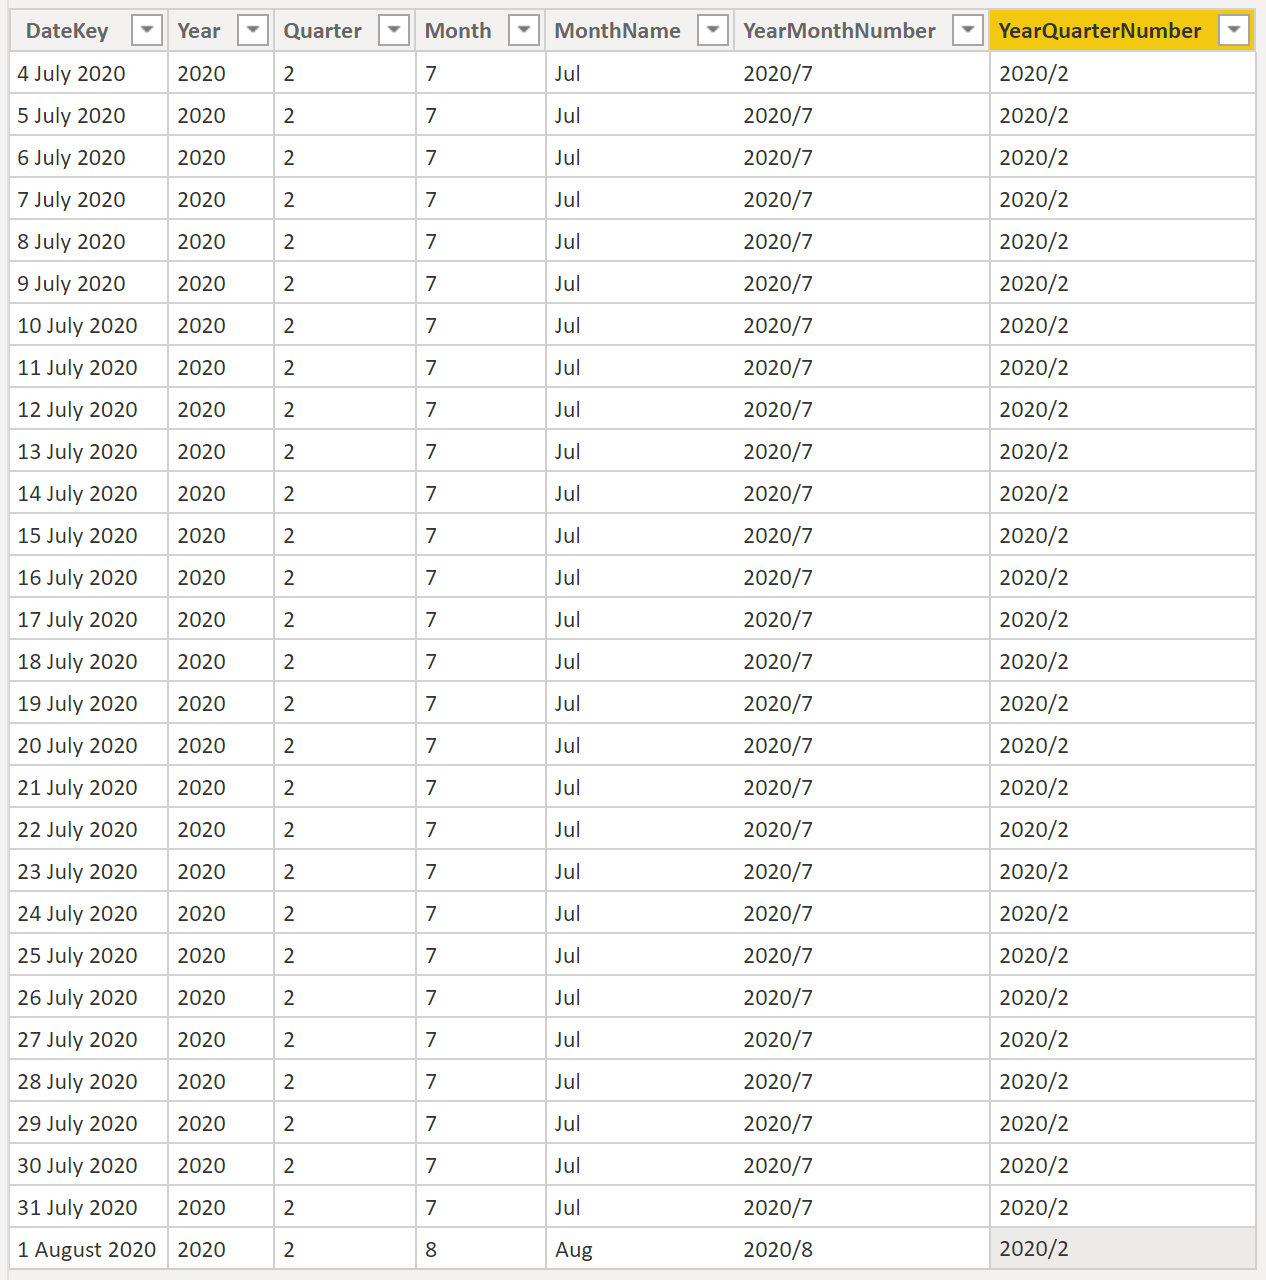 DateKey Year Quarter Month MonthName YearMonthNumber YearQuarterNumber
4 July 2020 2020 2 7 Jul 2020/7 2020/2
5 July 2020 2020 2 7 Jul 2020/7 2020/2
6 July 2020 2020 2 7 Jul 2020/7 2020/2
7 July 2020 2020 2 7 Jul 2020/7 2020/2
8 July 2020 2020 2 7 Jul 2020/7 2020/2
9 July 2020 2020 2 7 Jul 2020/7 2020/2
10 July 2020 2020 2 7 Jul 2020/7 2020/2
11 July 2020 2020 2 7 Jul 2020/7 2020/2
12 July 2020 2020 2 7 Jul 2020/7 2020/2
13 July 2020 2020 2 7 Jul 2020/7 2020/2
14 July 2020 2020 2 7 Jul 2020/7 2020/2
15 July 2020 2020 2 7 Jul 2020/7 2020/2
16 July 2020 2020 2 7 Jul 2020/7 2020/2
17 July 2020 2020 2 7 Jul 2020/7 2020/2
18 July 2020 2020 2 7 Jul 2020/7 2020/2
19 July 2020 2020 2 7 Jul 2020/7 2020/2
20 July 2020 2020 2 7 Jul 2020/7 2020/2
21 July 2020 2020 2 7 Jul 2020/7 2020/2
22 July 2020 2020 2 7 Jul 2020/7 2020/2
23 July 2020 2020 2 7 Jul 2020/7 2020/2
24 July 2020 2020 2 7 Jul 2020/7 2020/2
25 July 2020 2020 2 7 Jul 2020/7 2020/2
26 July 2020 2020 2 7 Jul 2020/7 2020/2
27 July 2020 2020 2 7 Jul 2020/7 2020/2
28 July 2020 2020 2 7 Jul 2020/7 2020/2
29 July 2020 2020 2 7 Jul 2020/7 2020/2
30 July 2020 2020 2 7 Jul 2020/7 2020/2
31 July 2020 2020 2 7 Jul 2020/7 2020/2
1 August 2020 2020 2 8 Aug 2020/8 2020/2